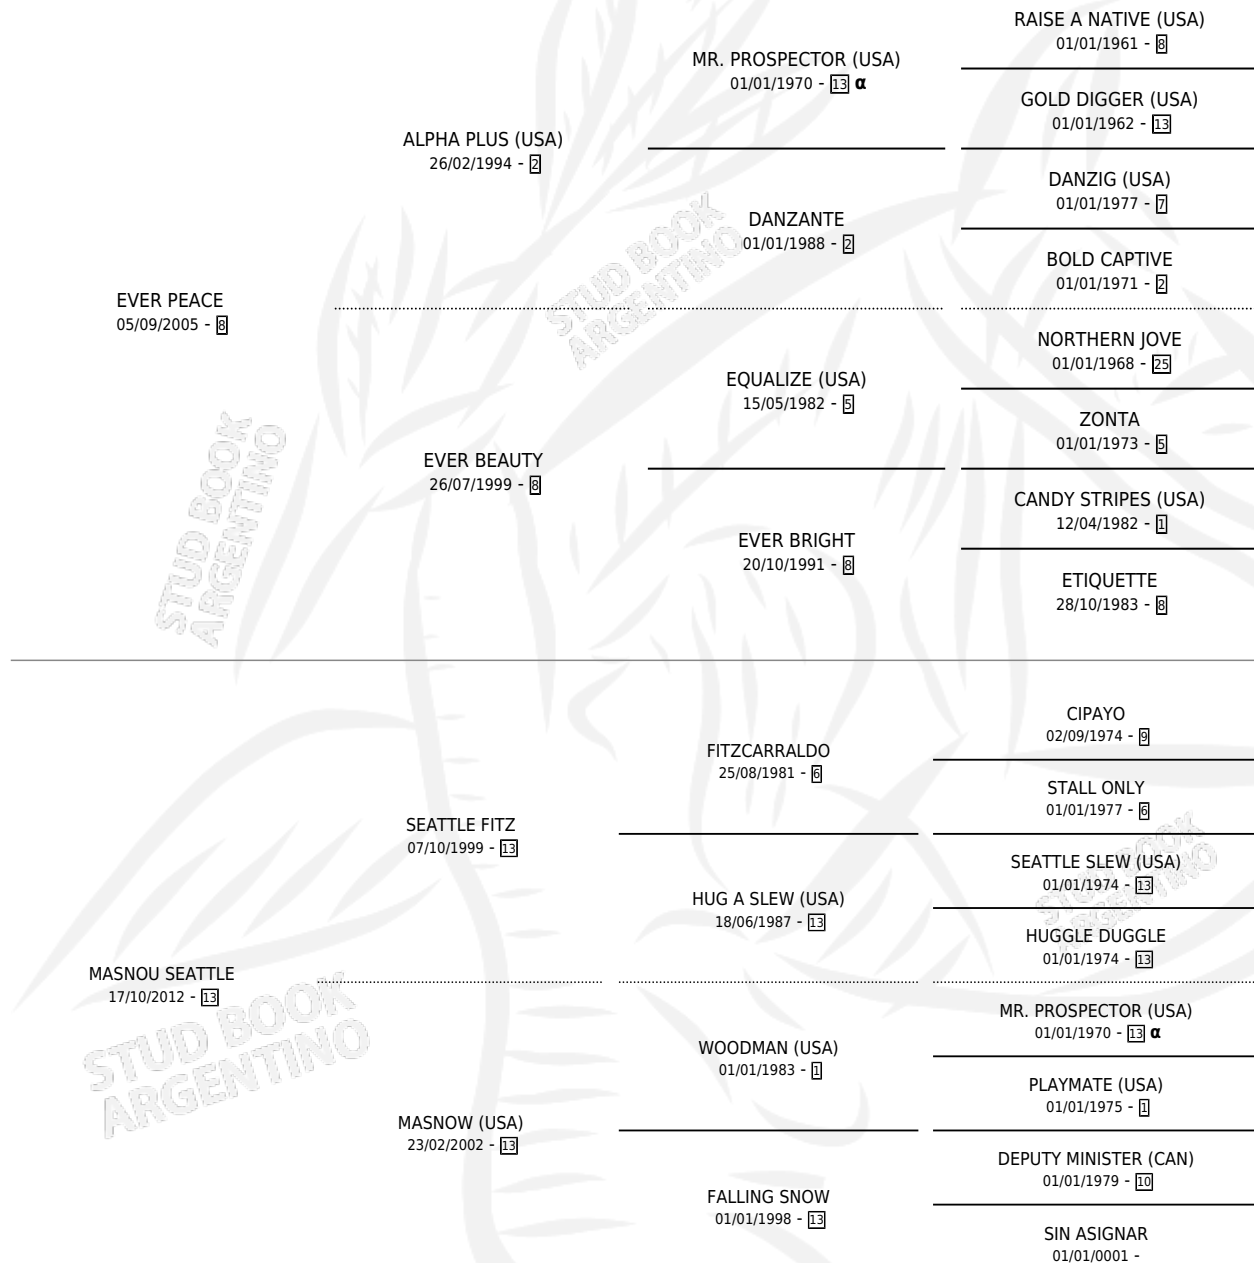 RAISE A NATIVE (USA)
01/01/1961 - 8
MR. PROSPECTOR (USA)
01/01/1970 - 13 α
GOLD DIGGER (USA)
01/01/1962 - 13
ALPHA PLUS (USA)
26/02/1994 - 2
DANZIG (USA)
01/01/1977 - 7
DANZANTE
01/01/1988 - 2
BOLD CAPTIVE
01/01/1971 - 2
EVER PEACE
05/09/2005 - 8
STUD BOOK
ARGENTINO
NORTHERN JOVE
01/01/1968 - 25
EQUALIZE (USA)
15/05/1982 - 5
ZONTA
01/01/1973 - 5
EVER BEAUTY
26/07/1999 - 8
CANDY STRIPES (USA)
12/04/1982 - 1
EVER BRIGHT
20/10/1991 - 8
ETIQUETTE
28/10/1983 - 8
STUD BOOK
ARGENTINO
CIPAYO
02/09/1974 - 9
FITZCARRALDO
25/08/1981 - 6
STALL ONLY
01/01/1977 - 6
SEATTLE FITZ
07/10/1999 - 13
SEATTLE SLEW (USA)
01/01/1974 - 13
HUG A SLEW (USA)
18/06/1987 - 13
HUGGLE DUGGLE
01/01/1974 - 13
STUD BOOK
ARGENTINO
MASNOU SEATTLE
17/10/2012 - 13
STUD BOOK
ARGENTINO
MR. PROSPECTOR (USA)
01/01/1970 - 13 α
WOODMAN (USA)
01/01/1983 - 1
PLAYMATE (USA)
01/01/1975 - 1
MASNOW (USA)
23/02/2002 - 13
DEPUTY MINISTER (CAN)
01/01/1979 - 10
FALLING SNOW
01/01/1998 - 13
SIN ASIGNAR
01/01/0001 -